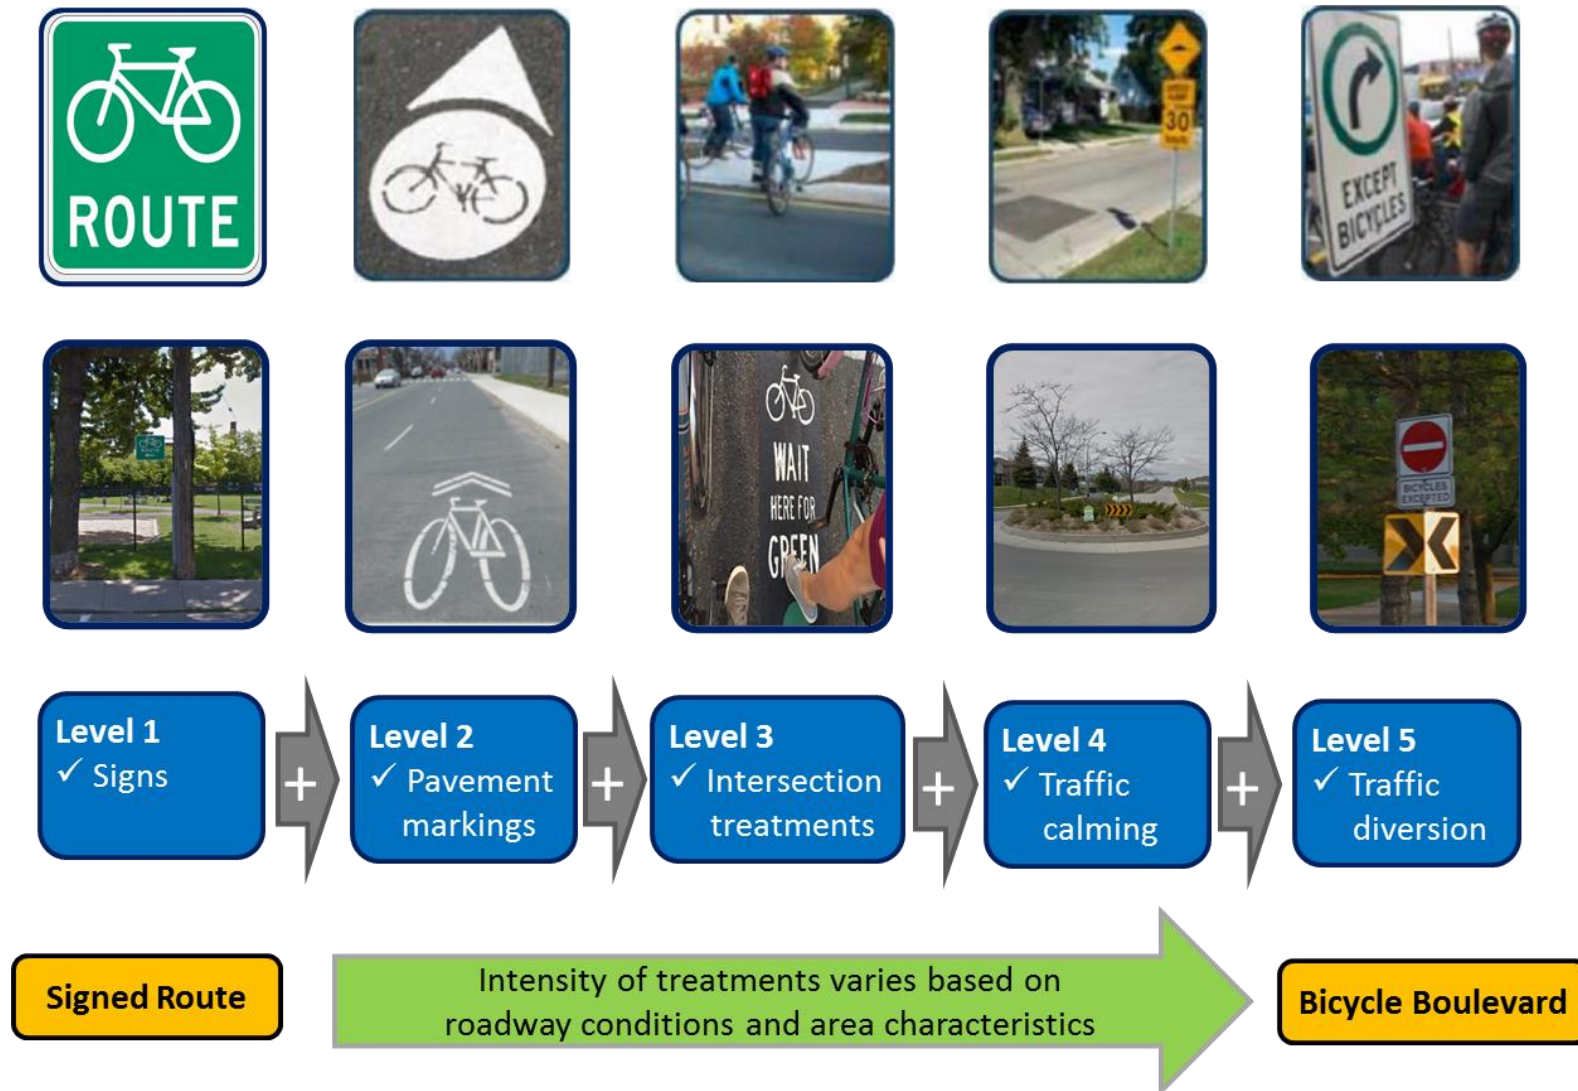 ROUTE
30
EXCEPT
BICYCLES
ROUTE
WAIT
HERE FOR
GREEN
BICYCLES
EXCEPTED
Level 1
✓ Signs
+
Level 2
✓ Pavement
markings
+
Level 3
✓ Intersection
treatments
+
Level 4
✓ Traffic
calming
+
Level 5
✓ Traffic
diversion
Signed Route
Intensity of treatments varies based on
roadway conditions and area characteristics
Bicycle Boulevard